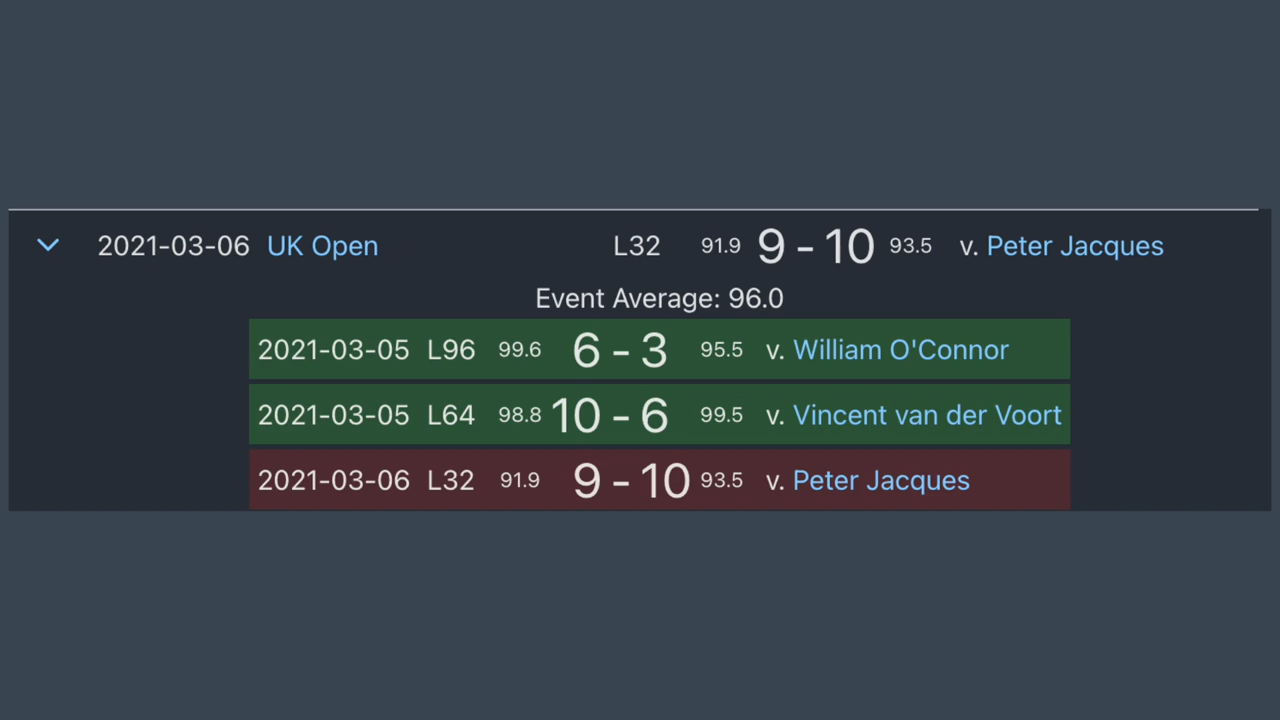 2021-03-06 UK Open L32 91.9 9 - 10 93.5 v. Peter Jacques
Event Average: 96.0
2021-03-05 L96 99.6 6 - 3 95.5 v. William O'Connor
2021-03-05 L64 98.8 10 - 6 99.5 v. Vincent van der Voort
2021-03-06 L32 91.9 9 - 10 93.5 v. Peter Jacques